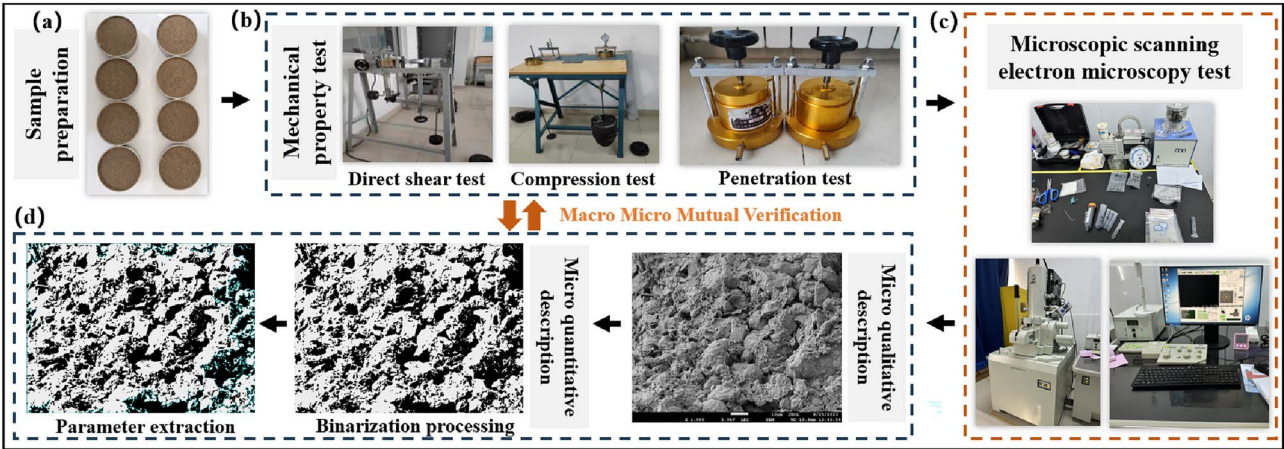 (a)
Sample
preparation
(b)
Mechanical
property test
Direct shear test
Compression test
Penetration test
(c)
Microscopic scanning
electron microscopy test
Macro Micro Mutual Verification
(d)
Parameter extraction
Binarization processing
Micro quantitative
description
Micro qualitative
description